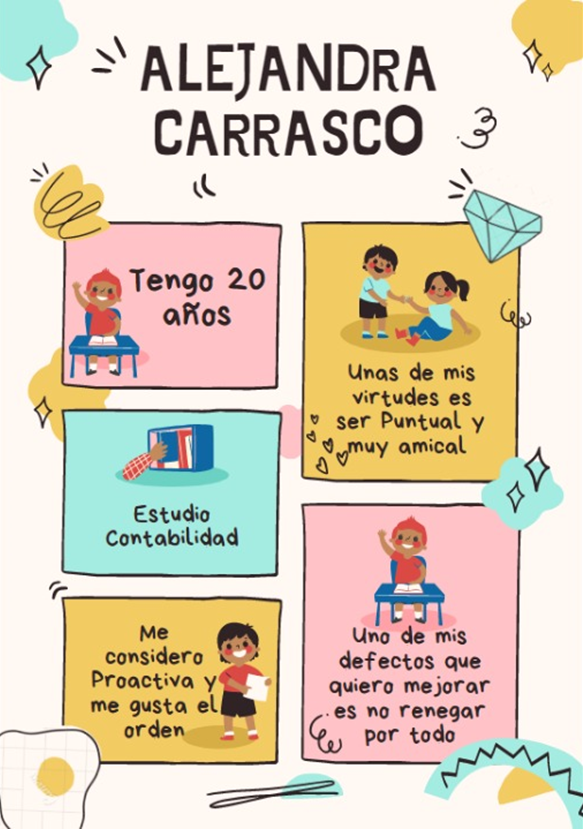 ALEJANDRA
CARRASCO
Tengo 20
años
Unas de mis
virtudes es
ser Puntual y
muy amical
Estudio
Contabilidad
Me
considero
Proactiva y
me gusta el
orden
Uno de mis
defectos que
quiero mejorar
es no renegar
por todo